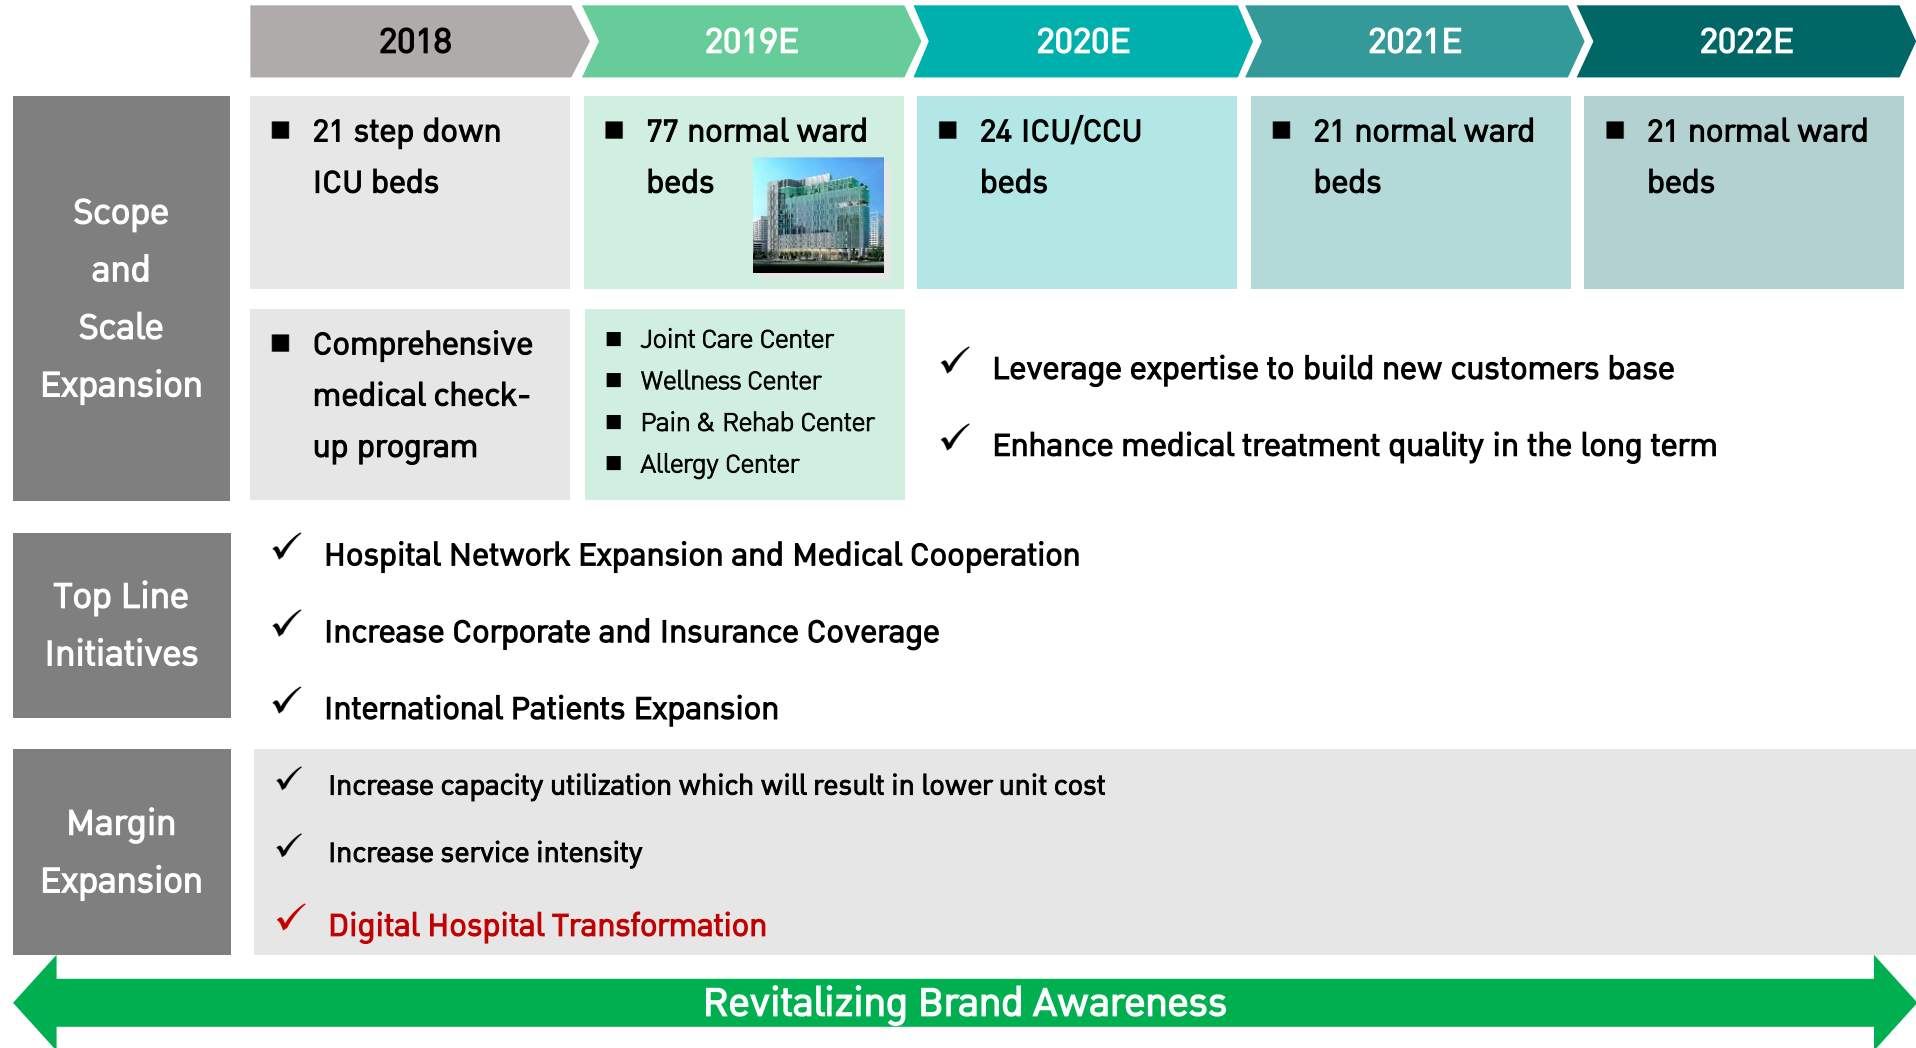 2018
2019E
2020E
2021E
2022E
Scope
and
Scale
Expansion
21 step down
ICU beds
77 normal ward
beds
24 ICU/CCU
beds
21 normal ward
beds
21 normal ward
beds
Comprehensive
medical check-
up program
Joint Care Center
Wellness Center
Pain & Rehab Center
Allergy Center
Leverage expertise to build new customers base
Enhance medical treatment quality in the long term
Top Line
Initiatives
Hospital Network Expansion and Medical Cooperation
Increase Corporate and Insurance Coverage
International Patients Expansion
Margin
Expansion
Increase capacity utilization which will result in lower unit cost
Increase service intensity
Digital Hospital Transformation
Revitalizing Brand Awareness